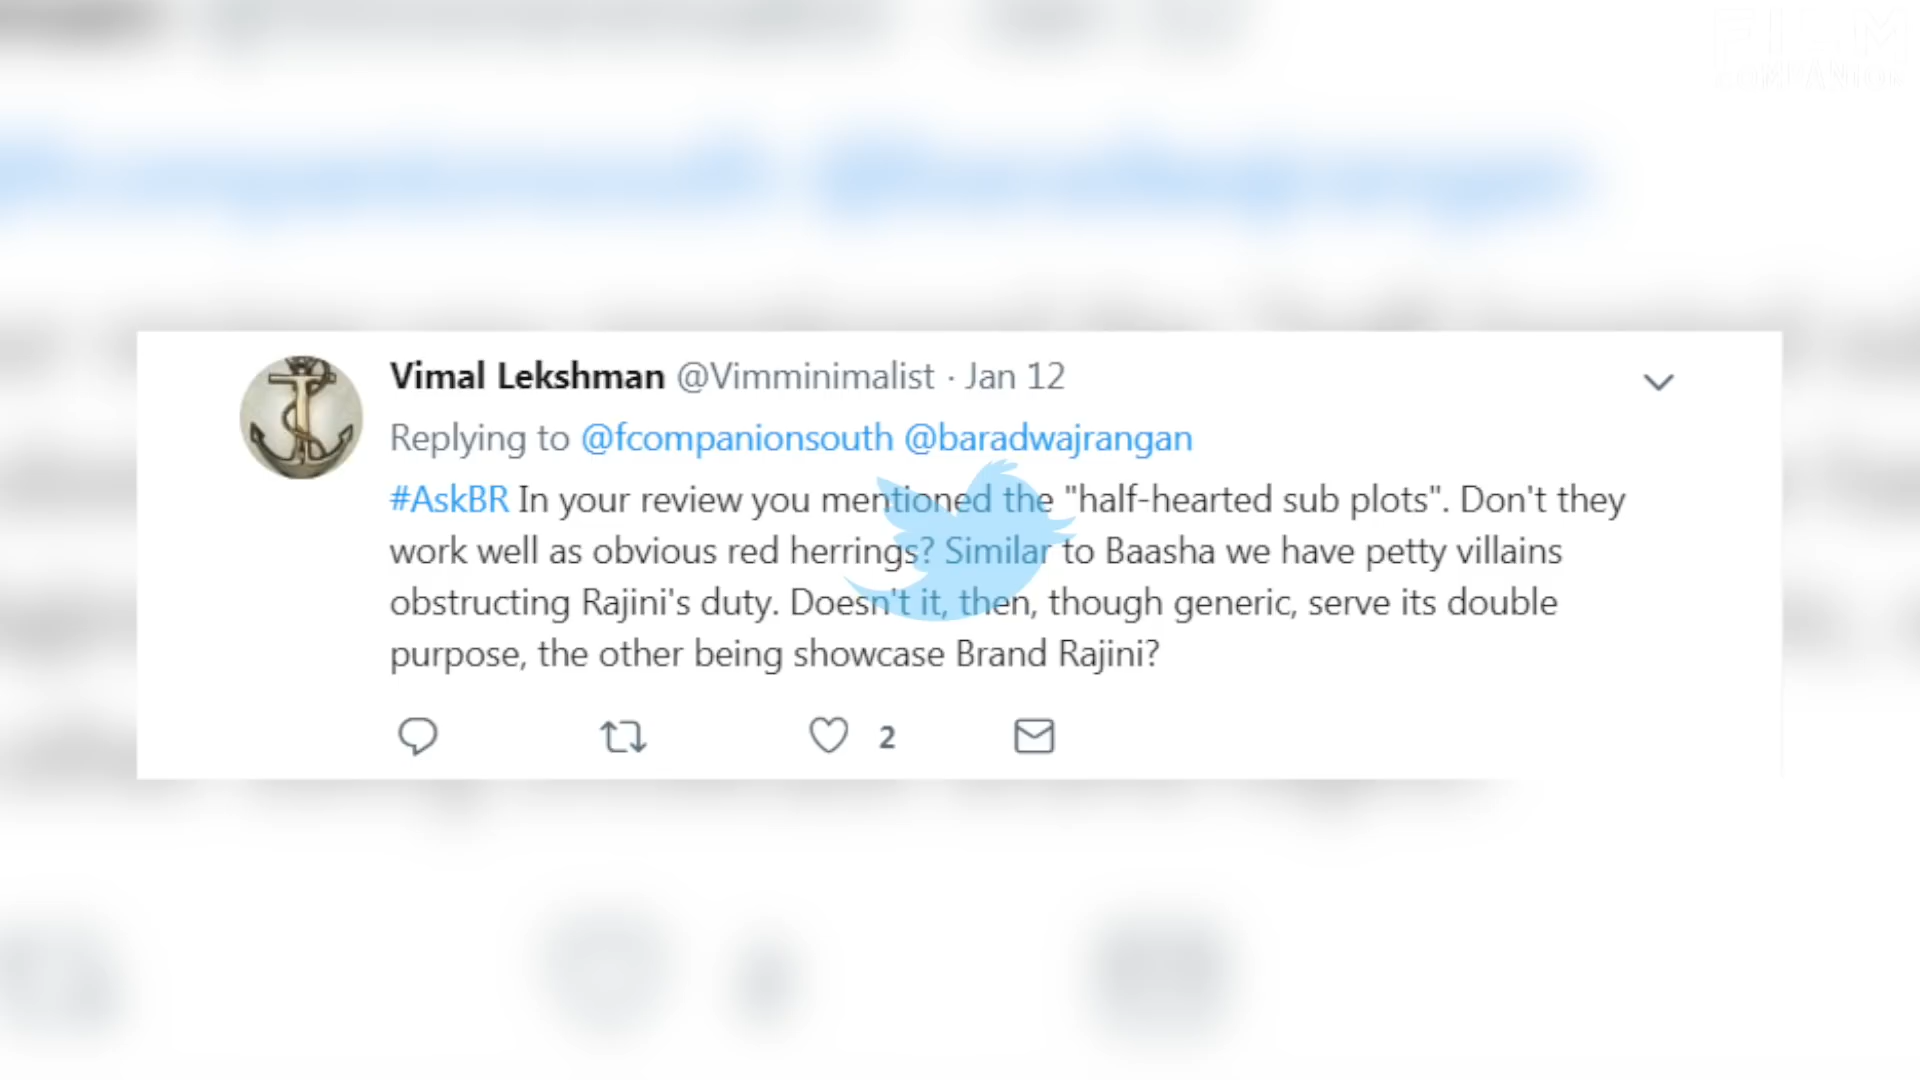 FILM
COMPANION
Vimal Lekshman @Vimminimalist · Jan 12
Replying to @fcompanionsouth @baradwajrangan
#AskBR In your review you mentioned the "half-hearted sub plots". Don't they
work well as obvious red herrings? Similar to Baasha we have petty villains
obstructing Rajini's duty. Doesn't it, then, though generic, serve its double
purpose, the other being showcase Brand Rajini?
2